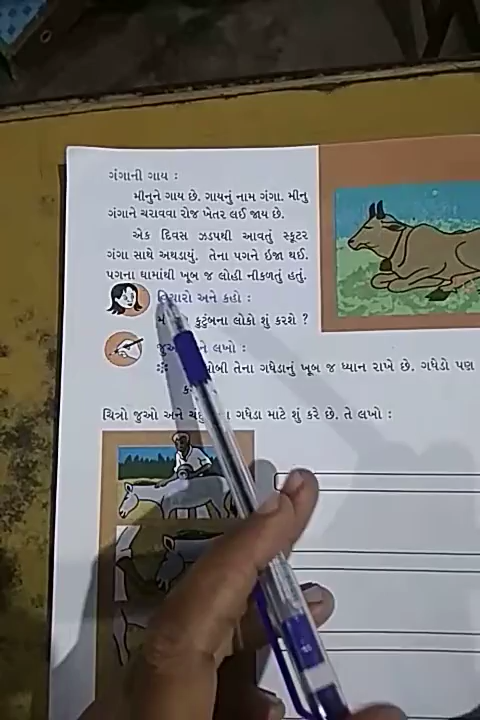 ગંગાની ગાય :
મીનુને ગાય છે. ગાયનું નામ ગંગા. મીનુ
ગંગાને ચરાવવા રોજ ખેતર લઈ જાય છે.
એક દિવસ ઝડપથી આવતું સ્કૂટર
ગંગા સાથે અથડાયું. તેના પગને ઇજા થઈ.
પગના ઘામાંથી ખૂબ જ લોહી નીકળતું હતું.
વિચારો અને કહો :
કુટુંબના લોકો શું કરશે ?
લખો :
તેના ગધેડાનું ખૂબ જ ધ્યાન રાખે છે. ગધેડો પણ
ચિત્રો જુઓ અને ગધેડા માટે શું કરે છે. તે લખો :